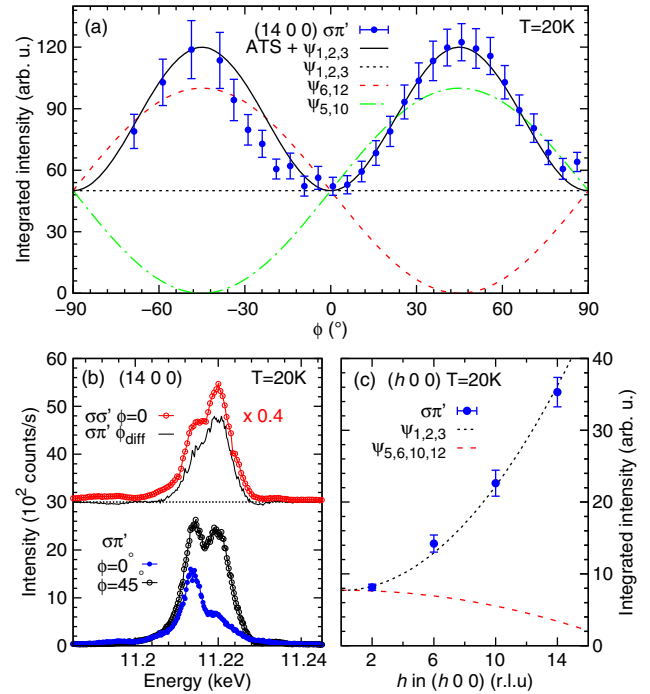 (a)
(14 0 0) σπ'
T=20K
ATS + ψ1,2,3
ψ1,2,3
ψ6,12
ψ5,10
Integrated intensity (arb. u.)
120
90
60
30
0
−90 −60 −30 0 30 60 90
ϕ (°)
(b) (14 0 0) T=20K
σσ' ϕ=0 x 0.4
σπ' ϕdiff
σπ'
ϕ=0°
ϕ=45°
Intensity (10² counts/s)
60
50
40
30
20
10
0
11.2 11.22 11.24
Energy (keV)
(c) (h 0 0) T=20K
σπ'
ψ1,2,3
ψ5,6,10,12
40
30
20
10
0
Integrated intensity (arb. u.)
2 6 10 14
h in (h 0 0) (r.l.u)